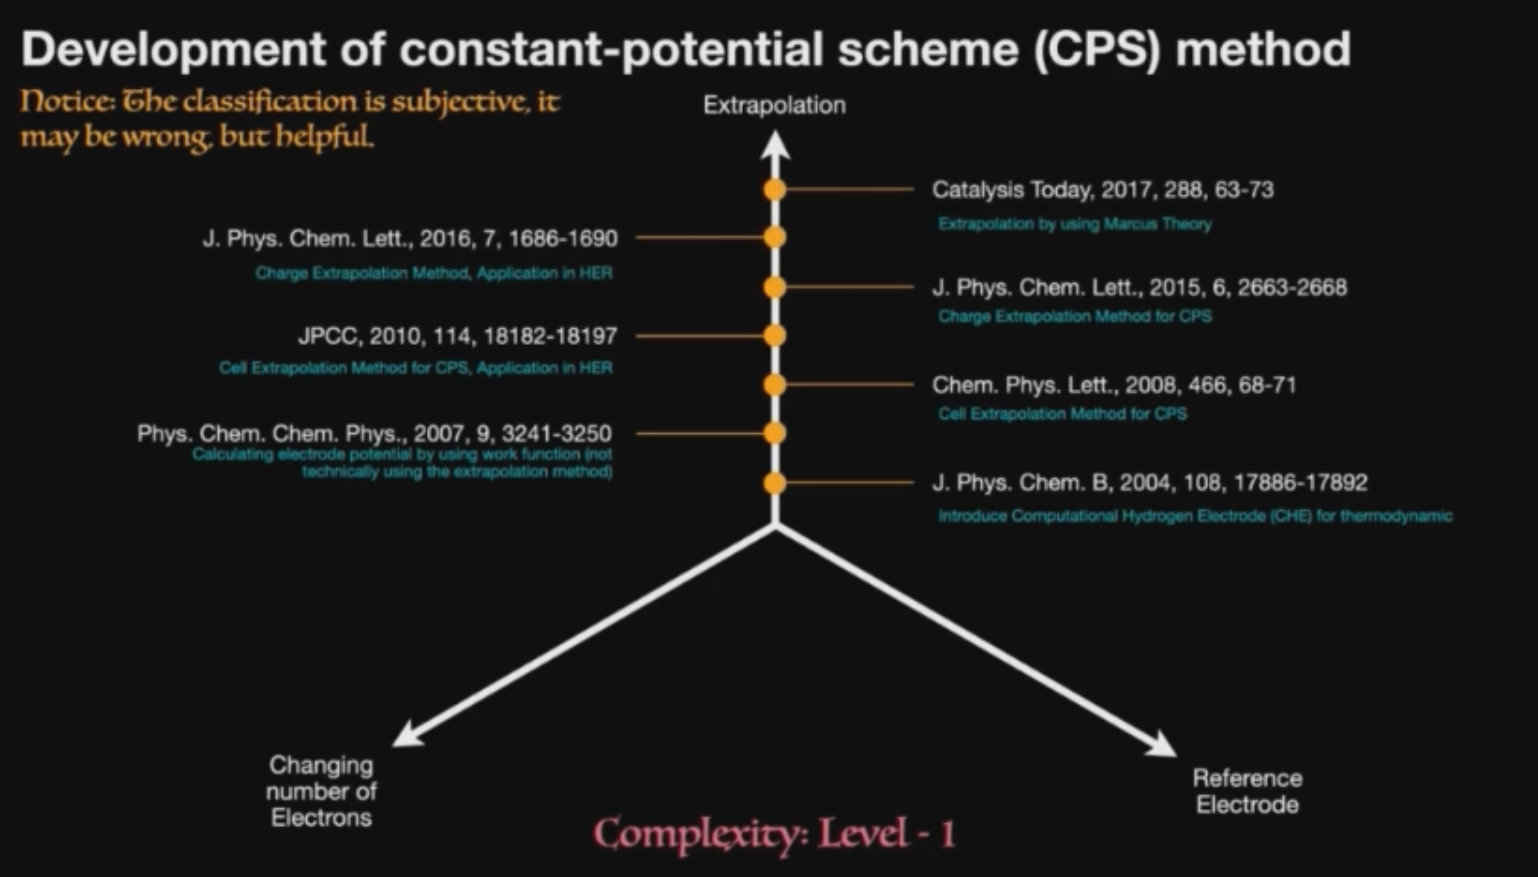 Development of constant-potential scheme (CPS) method
Notice: The classification is subjective, it
may be wrong, but helpful.
Extrapolation
Catalysis Today, 2017, 288, 63-73
Extrapolation by using Marcus Theory
J. Phys. Chem. Lett., 2016, 7, 1686-1690
Charge Extrapolation Method, Application in HER
J. Phys. Chem. Lett., 2015, 6, 2663-2668
Charge Extrapolation Method for CPS
JPCC, 2010, 114, 18182-18197
Cell Extrapolation Method for CPS, Application in HER
Chem. Phys. Lett., 2008, 466, 68-71
Cell Extrapolation Method for CPS
Phys. Chem. Chem. Phys., 2007, 9, 3241-3250
Calculating electrode potential by using work function (not
technically using the extrapolation method)
J. Phys. Chem. B, 2004, 108, 17886-17892
Introduce Computational Hydrogen Electrode (CHE) for thermodynamic
Changing
number of
Electrons
Reference
Electrode
Complexity: Level - 1